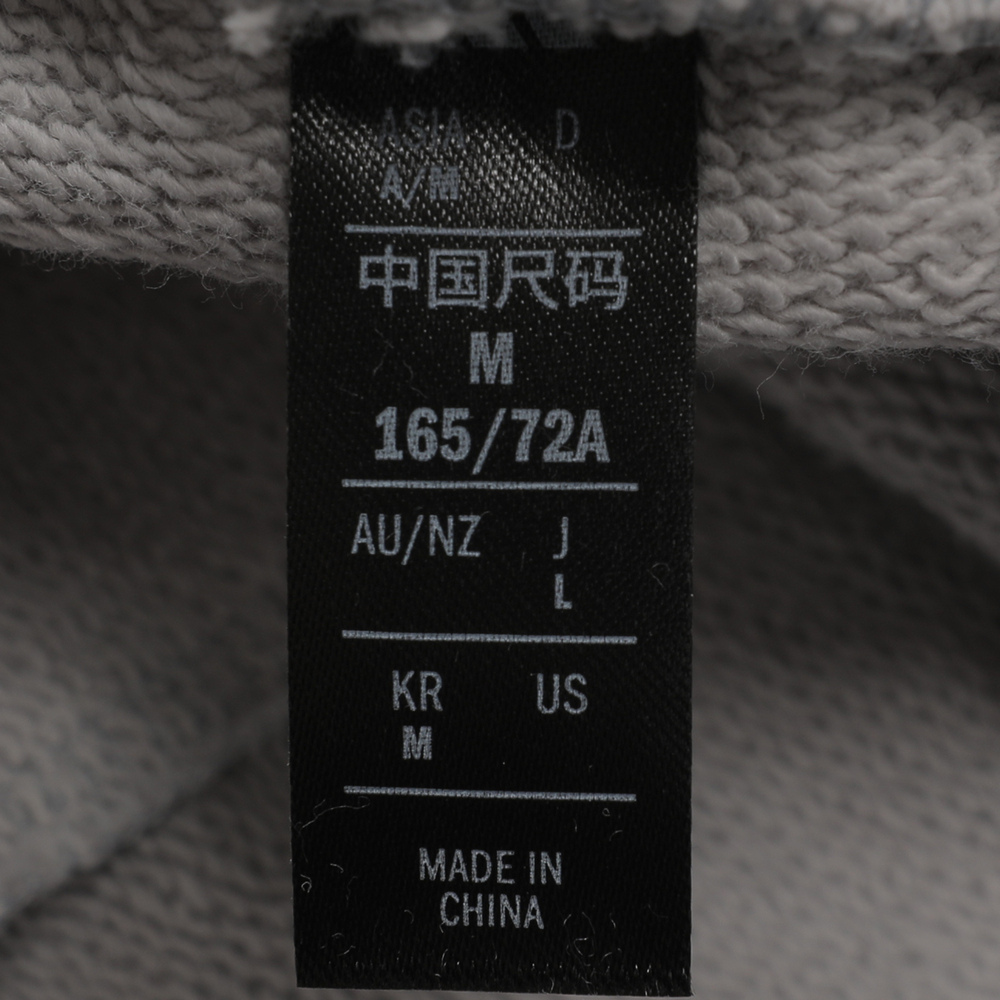 ASIA D
A/M
中国尺码
M
165/72A
AU/NZ J
L
KR US
M
MADE IN
CHINA